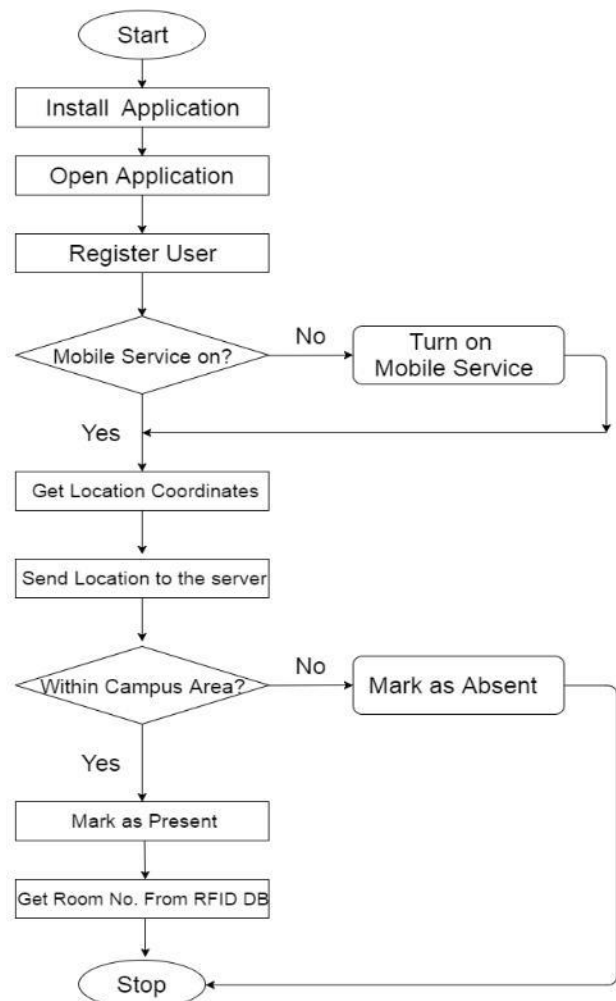 Start
Install Application
Open Application
Register User
Mobile Service on?
No
Turn on
Mobile Service
Yes
Get Location Coordinates
Send Location to the server
Within Campus Area?
No
Mark as Absent
Yes
Mark as Present
Get Room No. From RFID DB
Stop